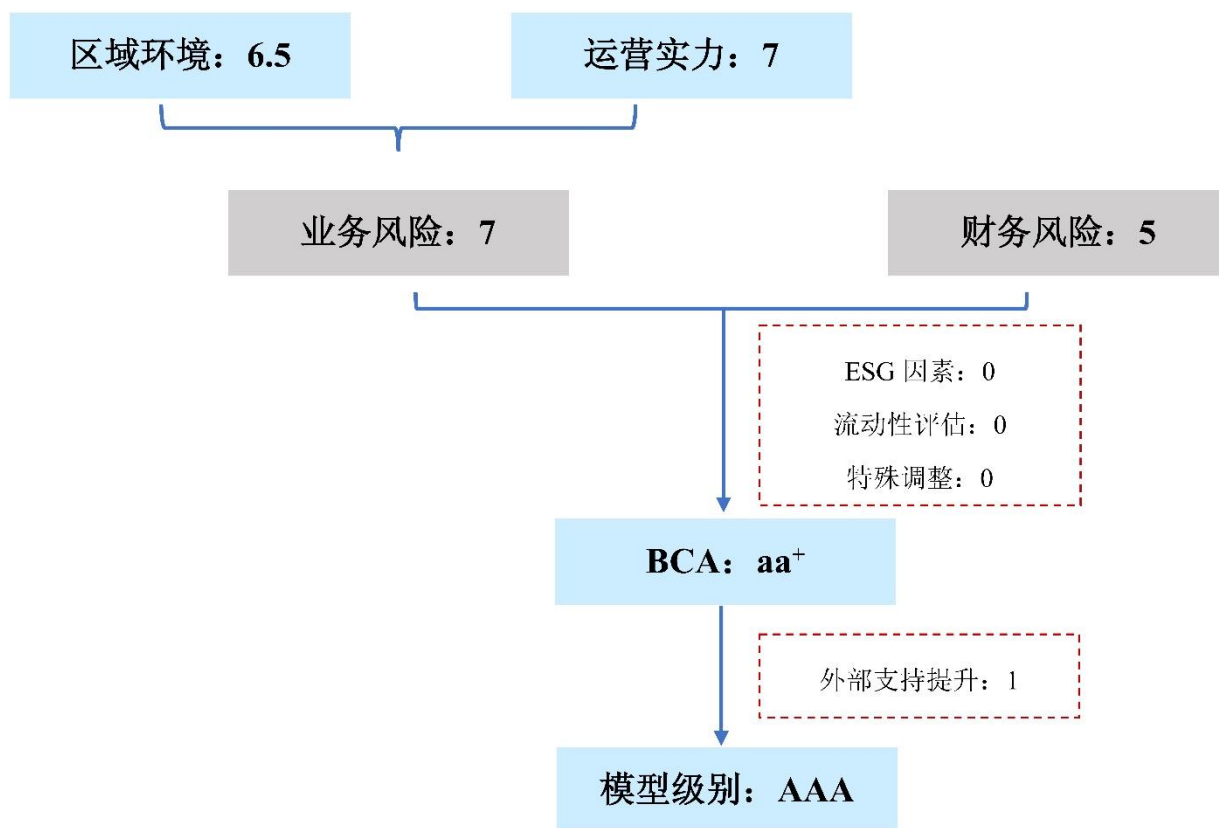 区域环境：6.5
运营实力：7
业务风险：7
财务风险：5
ESG 因素：0
流动性评估：0
特殊调整：0
BCA：aa⁺
外部支持提升：1
模型级别：AAA